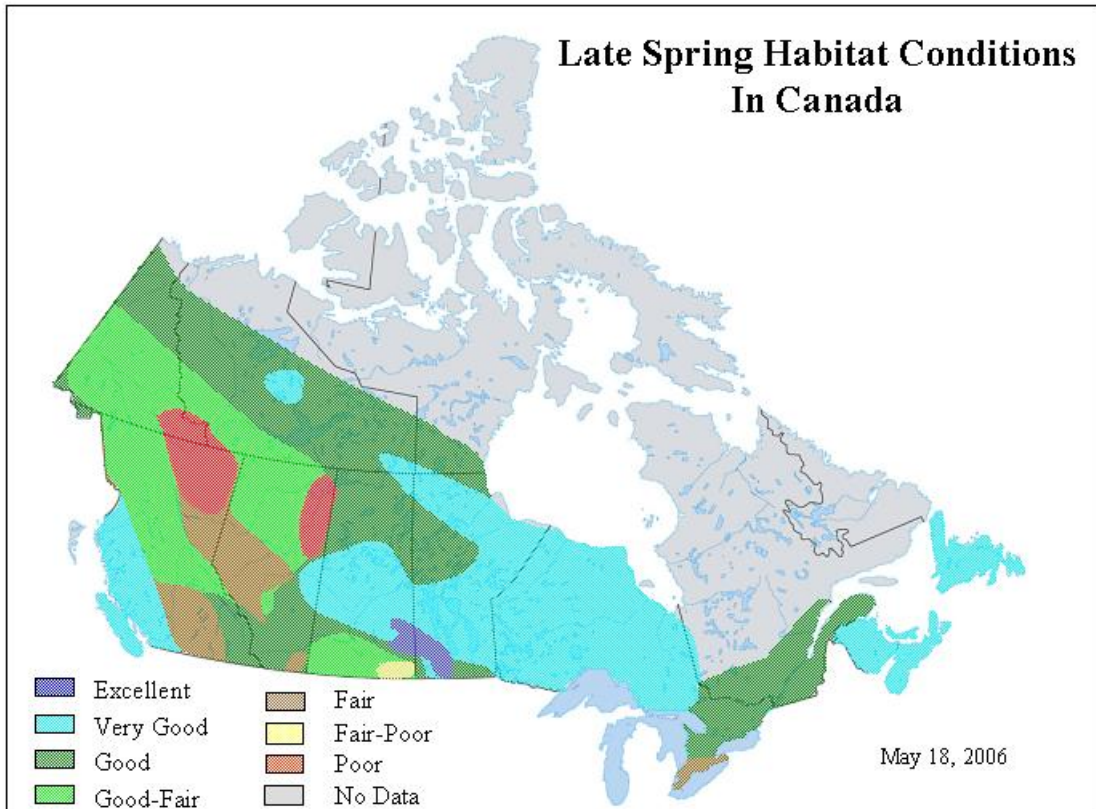 Late Spring Habitat Conditions
In Canada
Excellent
Very Good
Good
Good-Fair
Fair
Fair-Poor
Poor
No Data
May 18, 2006